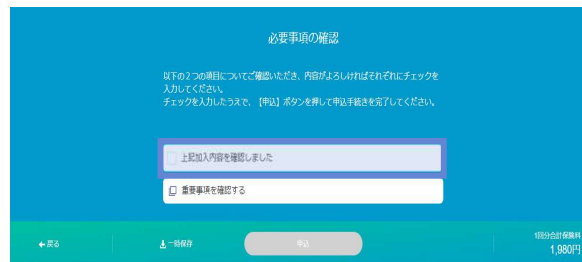 必要事項の確認
以下の2つの項目についてご確認いただき、内容がよろしければそれぞれにチェックを
入力してください。
チェックを入力したうえで、【申込】ボタンを押して申込手続きを完了してください。
上記加入内容を確認しました
重要事項を確認する
戻る
一時保存
申込
1回分合計保険料
1,980円